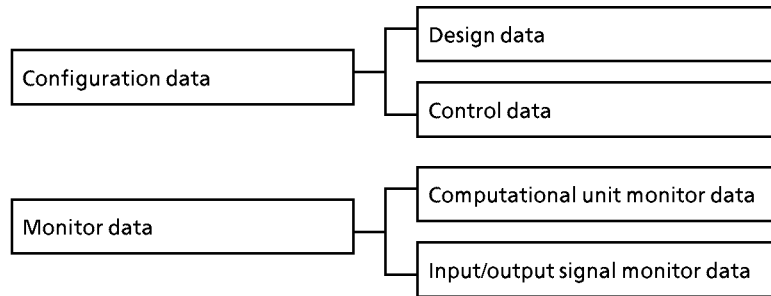 Configuration data
Design data
Control data
Monitor data
Computational unit monitor data
Input/output signal monitor data